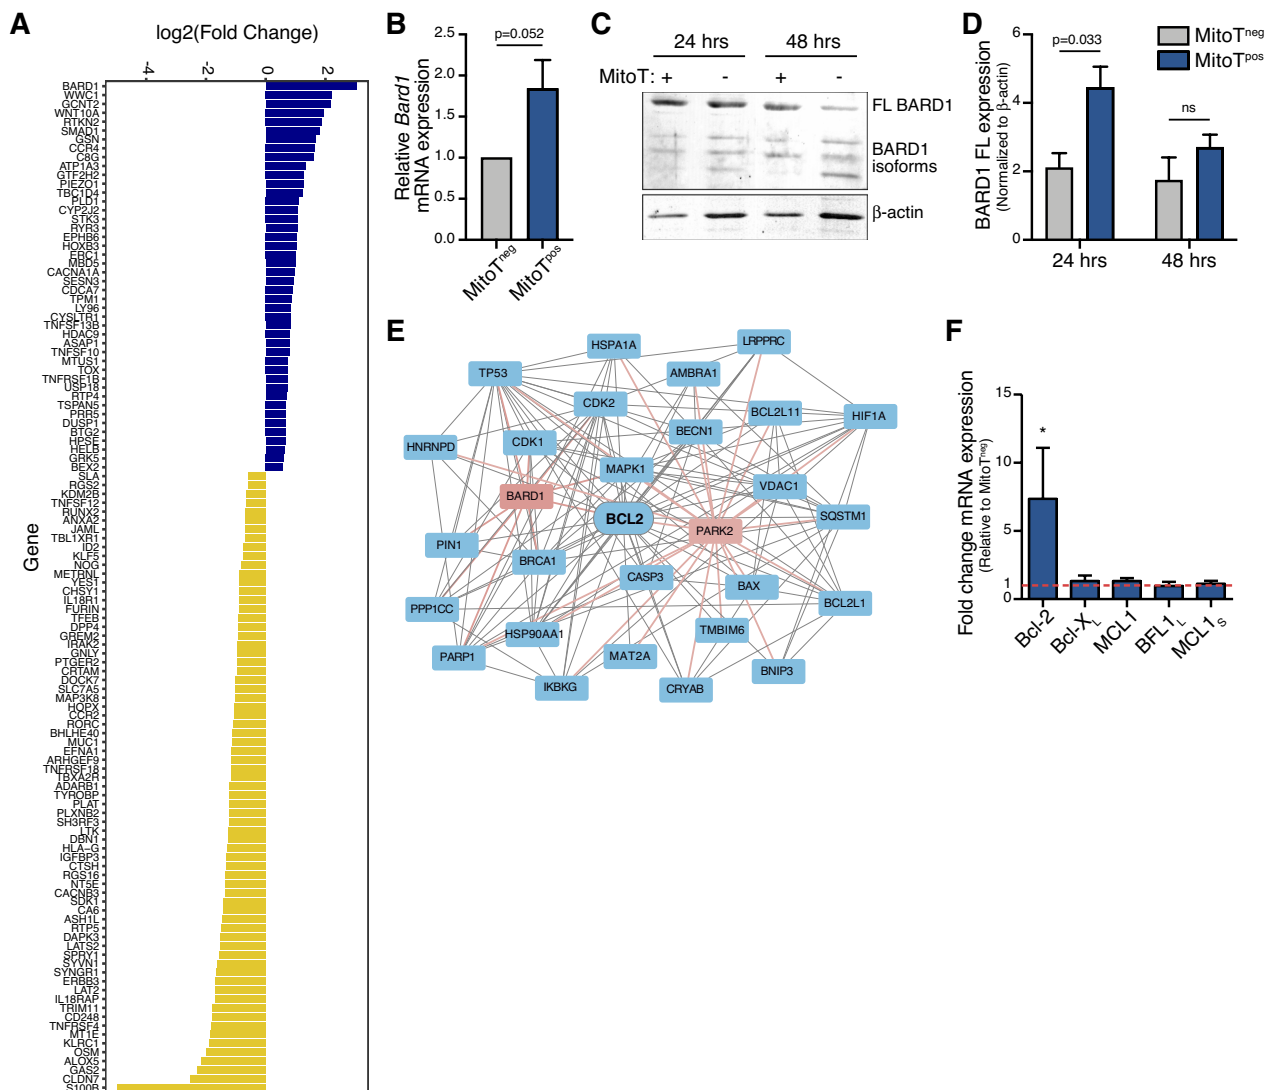 A
log2(Fold Change)
-4
-2
0
2
Gene
BARD1
WWC1
GCNT2
WNT10A
RTKN2
SMAD1
GSN
CCR4
C8G
ATP1A3
GTF2H2
PIEZO1
TBC1D4
PLD1
CYP2J2
STK3
RYR3
EPHB6
HOXB3
ERC1
MBD5
CACNA1A
SESN3
CDCA7
TPM1
LY96
CYSLTR1
TNFSF13B
HDAC9
ASAP1
TNFSF10
MTUS1
TOX
TNFRSF1B
USP18
RTP4
TSPAN5
PRR5
DUSP1
BTG2
HPSE
HELB
GRK5
BEX2
SLA
RGS2
KDM2B
TNFSF12
RUNX2
ANXA2
JAML
TBL1XR1
ID2
KLF5
NOG
METRNL
YES1
CHSY1
IL18R1
FURIN
TFEB
DPP4
GREM2
IRAK2
GNLY
PTGER2
CRTAM
DOCK7
SLC7A5
MAP3K8
HOPX
CCR2
RORC
BHLHE40
MUC1
EFNA1
ARHGEF9
TNFRSF18
TBXA2R
ADARB1
TYROBP
PLAT
PLXNB2
SH3RF3
LTK
DBN1
HLA-G
IGFBP3
CTSH
RGS16
NT5E
CACNB3
SDK1
CA6
ASH1L
RTP5
DAPK3
LATS2
SPRY1
SYVN1
SYNGR1
ERBB3
LAT2
IL18RAP
TRIM11
CD248
TNFRSF4
MT1E
KLRC1
OSM
ALOX5
GAS2
CLDN7
S100B
B
Relative Bard1
mRNA expression
2.5
2.0
1.5
1.0
0.5
0.0
p=0.052
MitoTneg
MitoTpos
C
24 hrs
48 hrs
MitoT: + - + -
FL BARD1
BARD1
isoforms
β-actin
D
BARD1 FL expression
(Normalized to β-actin)
6
4
2
0
p=0.033
ns
24 hrs
48 hrs
MitoTneg
MitoTpos
E
HSPA1A
LRPPRC
TP53
AMBRA1
CDK2
BCL2L11
HIF1A
BECN1
HNRNPD
CDK1
MAPK1
VDAC1
BARD1
BCL2
PARK2
SQSTM1
PIN1
BRCA1
CASP3
BAX
BCL2L1
PPP1CC
HSP90AA1
TMBIM6
PARP1
MAT2A
BNIP3
IKBKG
CRYAB
F
Fold change mRNA expression
(Relative to MitoTneg)
15
10
5
1
0
*
Bcl-2
Bcl-XL
MCL1
BFL1L
MCL1S